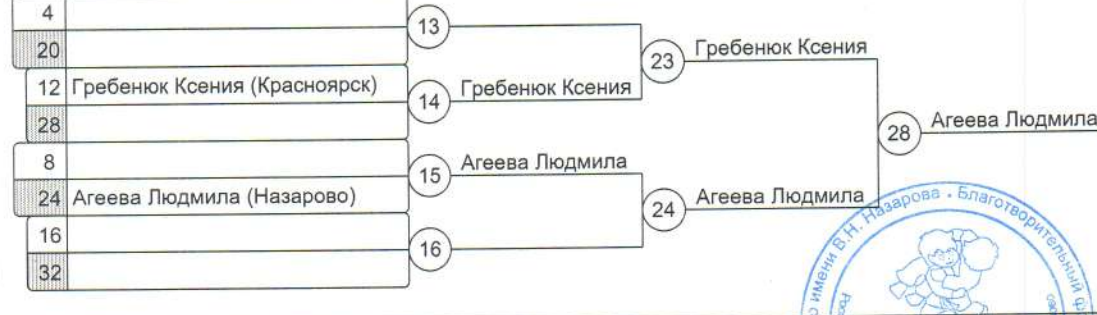 4
13
20
Гребенюк Ксения
23
12 Гребенюк Ксения (Красноярск)
14 Гребенюк Ксения
28
28 Агеева Людмила
8
15 Агеева Людмила
24 Агеева Людмила (Назарово)
24 Агеева Людмила
16
16
32
имени В.Н. Назарова • Благотворительный